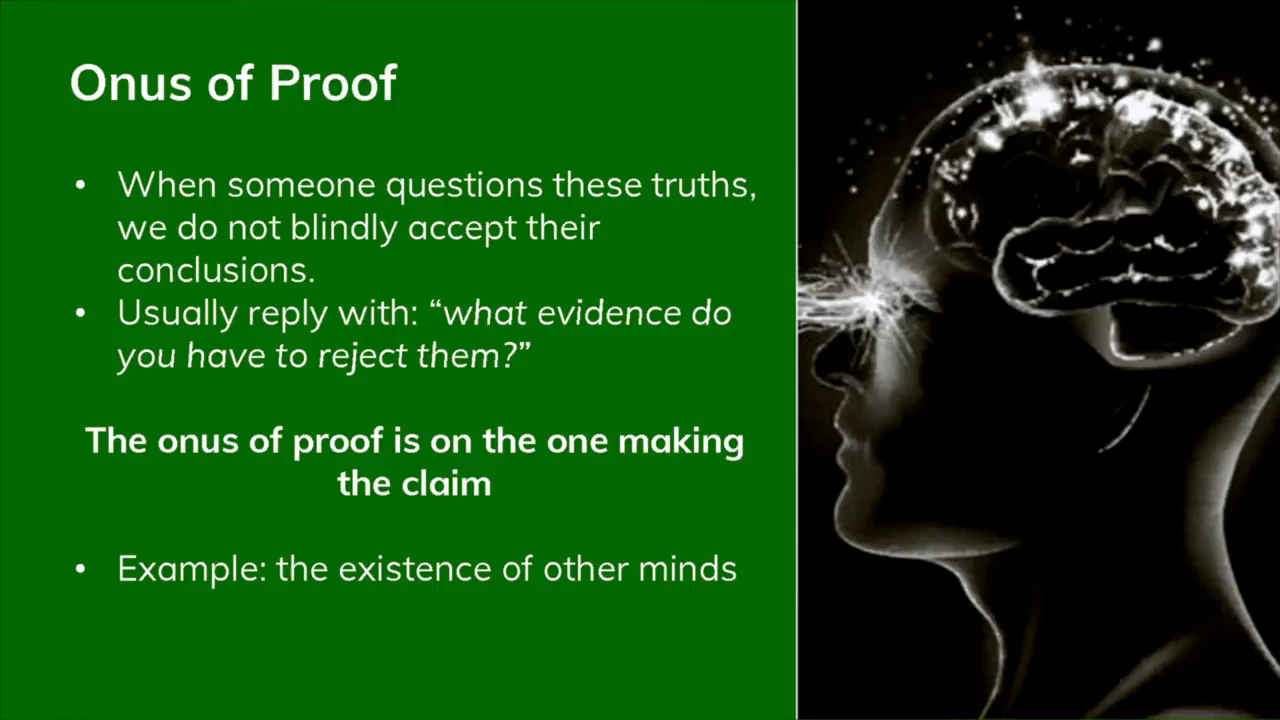 Onus of Proof
• When someone questions these truths,
we do not blindly accept their
conclusions.
• Usually reply with: “what evidence do
you have to reject them?”
The onus of proof is on the one making
the claim
• Example: the existence of other minds